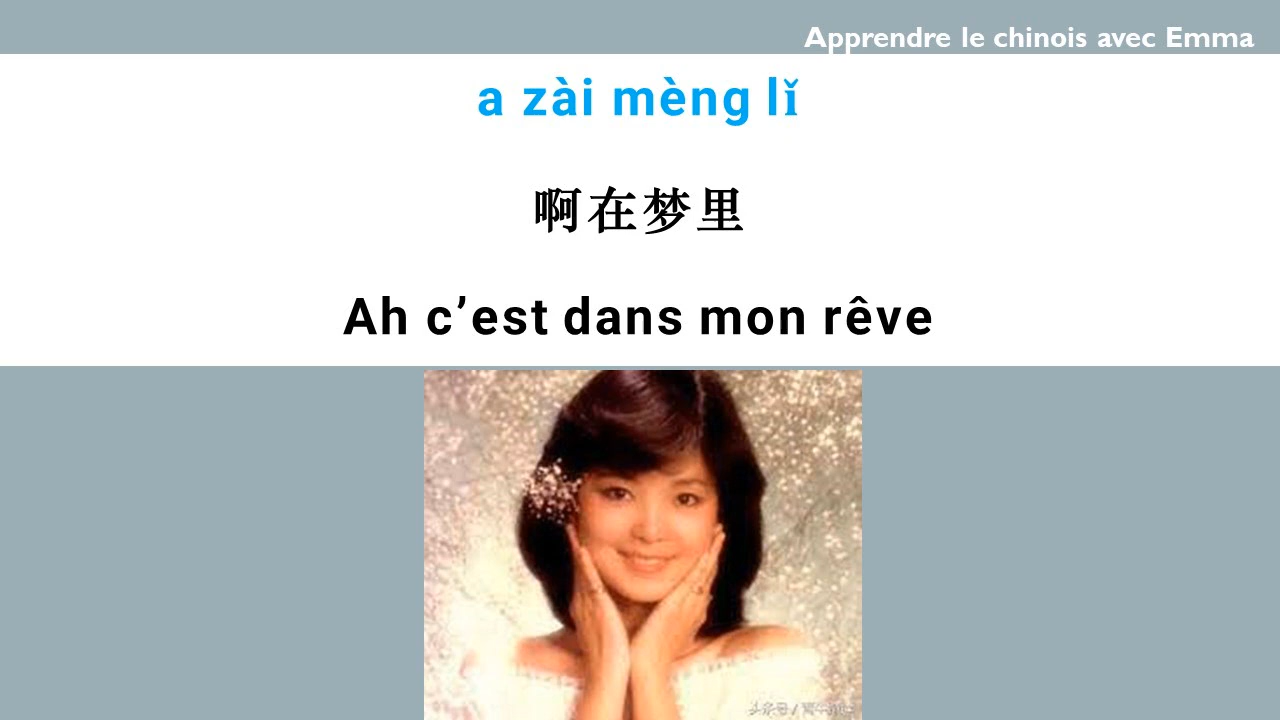 Apprendre le chinois avec Emma
a zài mèng lǐ
啊在梦里
Ah c’est dans mon rêve